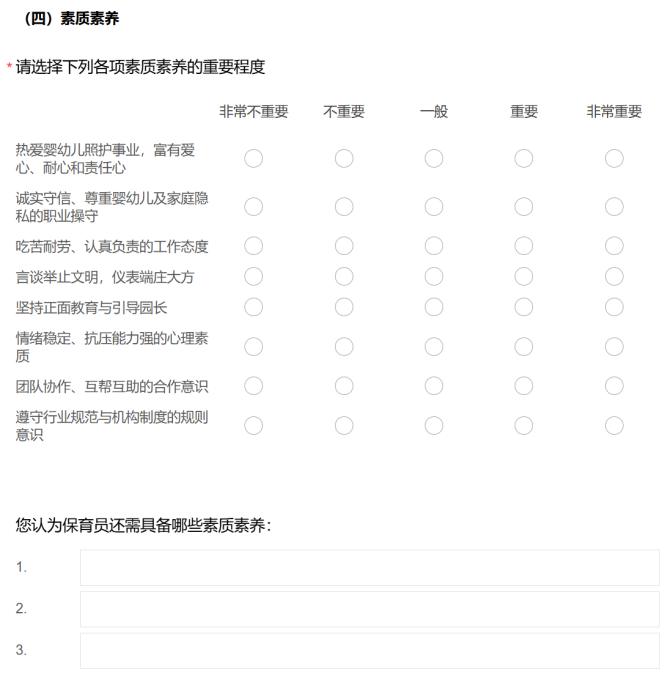 （四）素质素养
*请选择下列各项素质素养的重要程度
非常不重要 不重要 一般 重要 非常重要
热爱婴幼儿照护事业，富有爱
心、耐心和责任心
诚实守信、尊重婴幼儿及家庭隐
私的职业操守
吃苦耐劳、认真负责的工作态度
言谈举止文明，仪表端庄大方
坚持正面教育与引导园长
情绪稳定、抗压能力强的心理素
质
团队协作、互帮互助的合作意识
遵守行业规范与机构制度的规则
意识
您认为保育员还需具备哪些素质素养：
1.
2.
3.